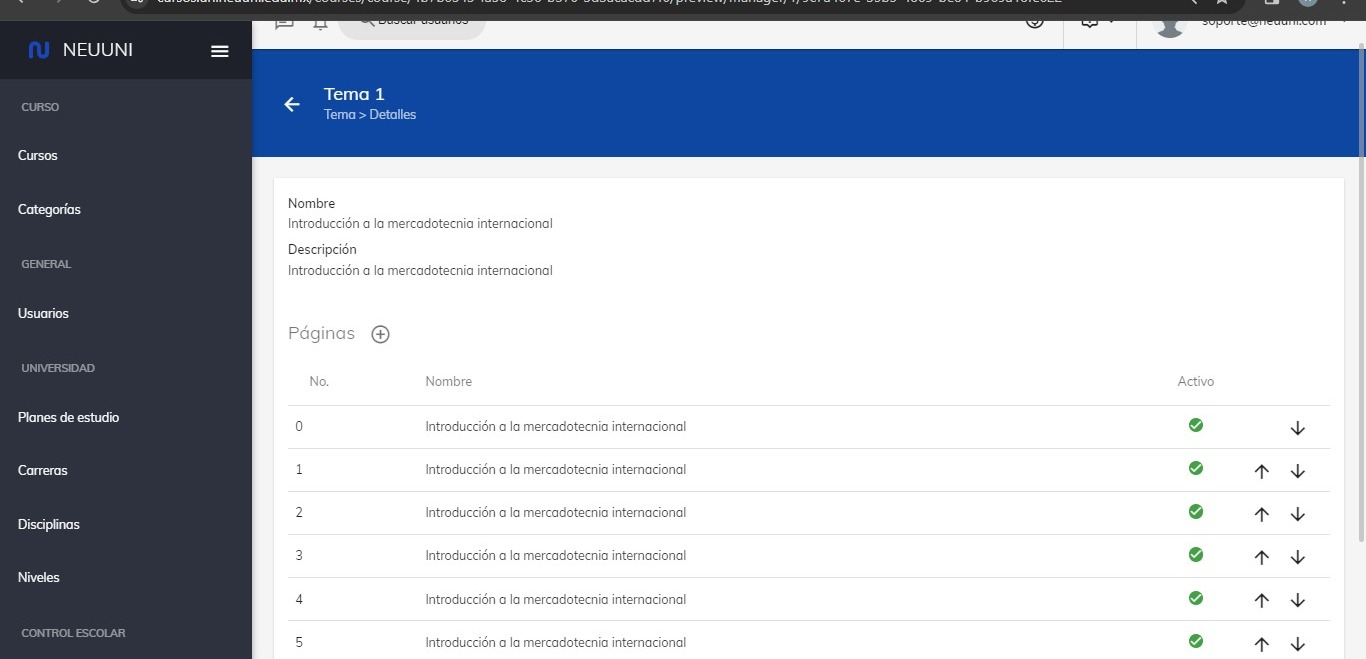 Buscar usuarios
soporte@neuuni.com
NEUUNI
Tema 1
Tema > Detalles
CURSO
Cursos
Categorías
GENERAL
Usuarios
UNIVERSIDAD
Planes de estudio
Carreras
Disciplinas
Niveles
CONTROL ESCOLAR
Nombre
Introducción a la mercadotecnia internacional
Descripción
Introducción a la mercadotecnia internacional
Páginas
No. Nombre Activo
0 Introducción a la mercadotecnia internacional
1 Introducción a la mercadotecnia internacional
2 Introducción a la mercadotecnia internacional
3 Introducción a la mercadotecnia internacional
4 Introducción a la mercadotecnia internacional
5 Introducción a la mercadotecnia internacional